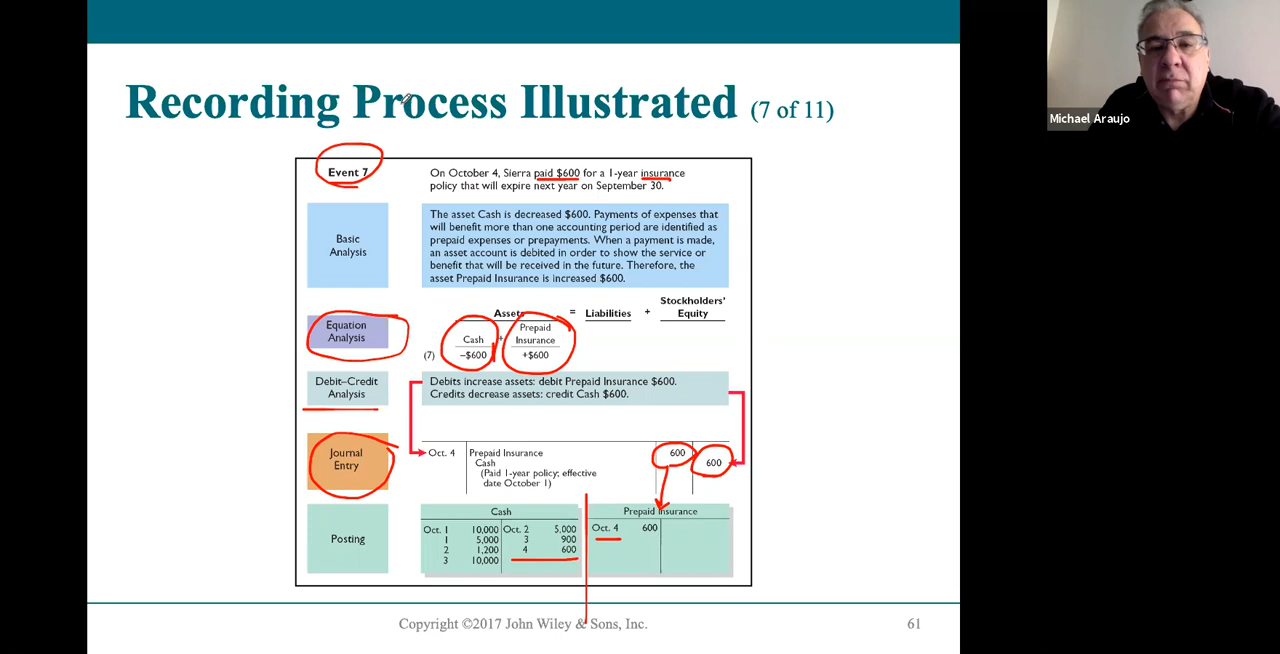 Michael Araujo
Recording Process Illustrated (7 of 11)
Event 7
On October 4, Sierra paid $600 for a 1-year insurance
policy that will expire next year on September 30.
Basic
Analysis
The asset Cash is decreased $600. Payments of expenses that
will benefit more than one accounting period are identified as
prepaid expenses or prepayments. When a payment is made,
an asset account is debited in order to show the service or
benefit that will be received in the future. Therefore, the
asset Prepaid Insurance is increased $600.
Equation
Analysis
Assets = Liabilities + Stockholders' Equity
Cash + Prepaid Insurance
(7) –$600 +$600
Debit–Credit
Analysis
Debits increase assets: debit Prepaid Insurance $600.
Credits decrease assets: credit Cash $600.
Journal
Entry
Oct. 4 Prepaid Insurance 600
Cash 600
(Paid 1-year policy; effective
date October 1)
Posting
Cash
Oct. 1 10,000 Oct. 2 5,000
1 5,000 3 900
2 1,200 4 600
3 10,000
Prepaid Insurance
Oct. 4 600
Copyright ©2017 John Wiley & Sons, Inc.
61